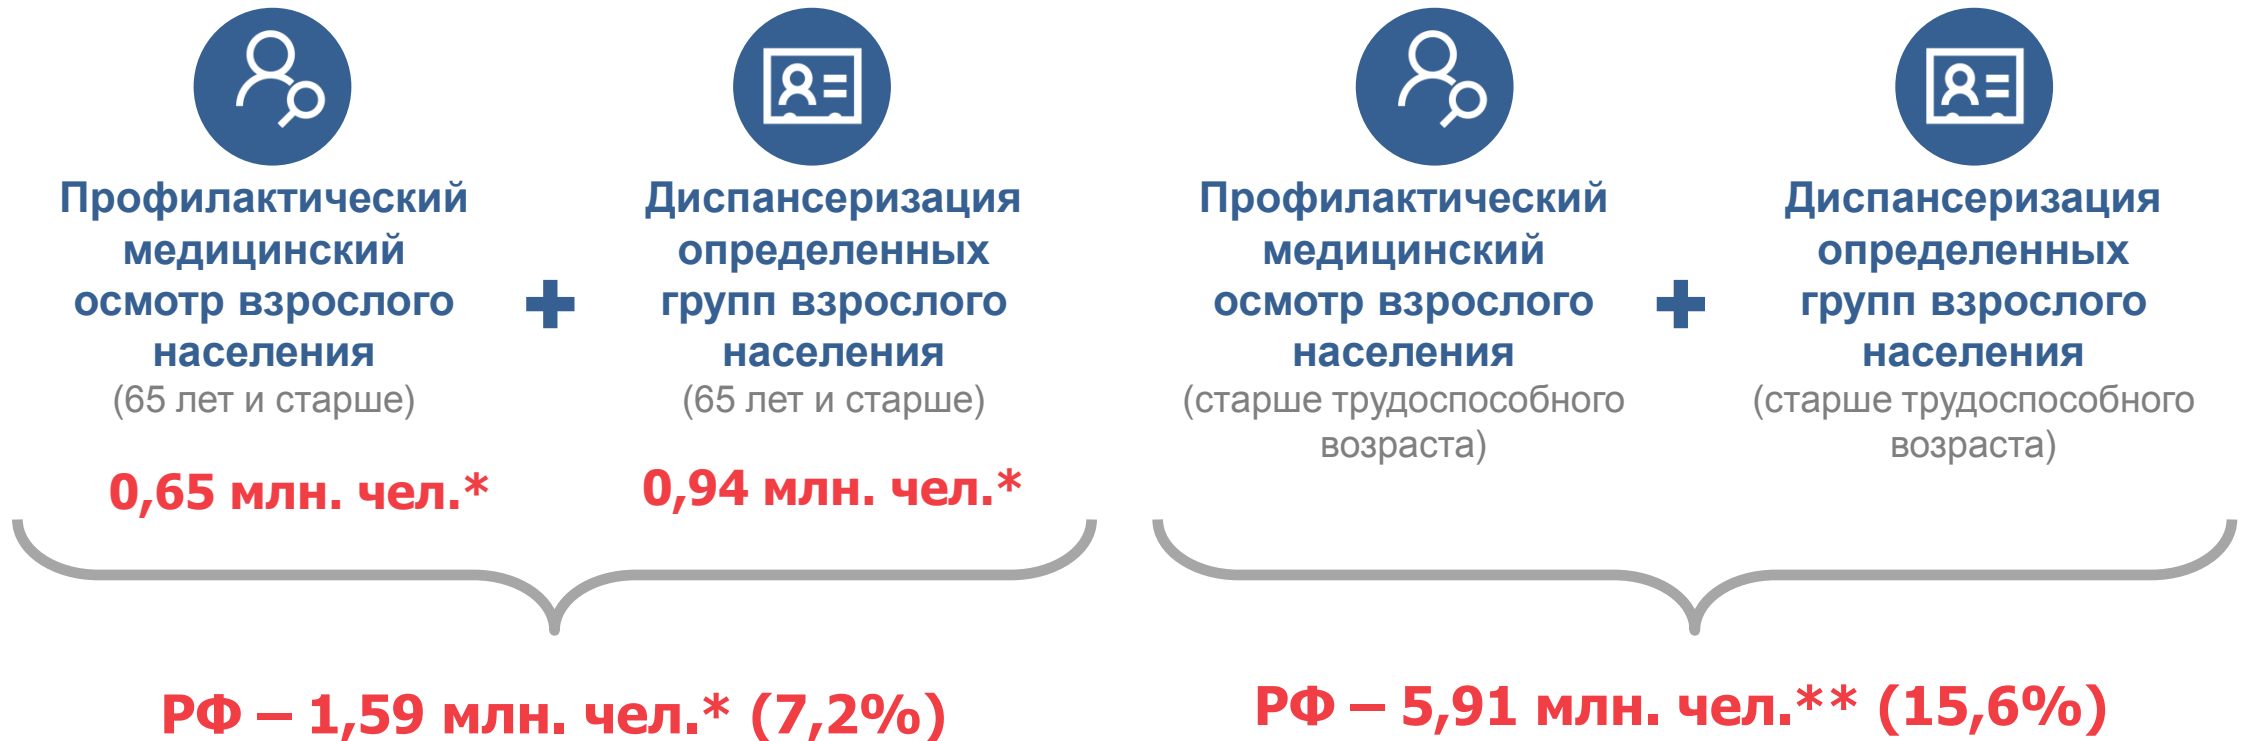 Профилактический
медицинский
осмотр взрослого
населения
(65 лет и старше)
0,65 млн. чел.*
+
Диспансеризация
определенных
групп взрослого
населения
(65 лет и старше)
0,94 млн. чел.*
РФ – 1,59 млн. чел.* (7,2%)
Профилактический
медицинский
осмотр взрослого
населения
(старше трудоспособного
возраста)
+
Диспансеризация
определенных
групп взрослого
населения
(старше трудоспособного
возраста)
РФ – 5,91 млн. чел.** (15,6%)